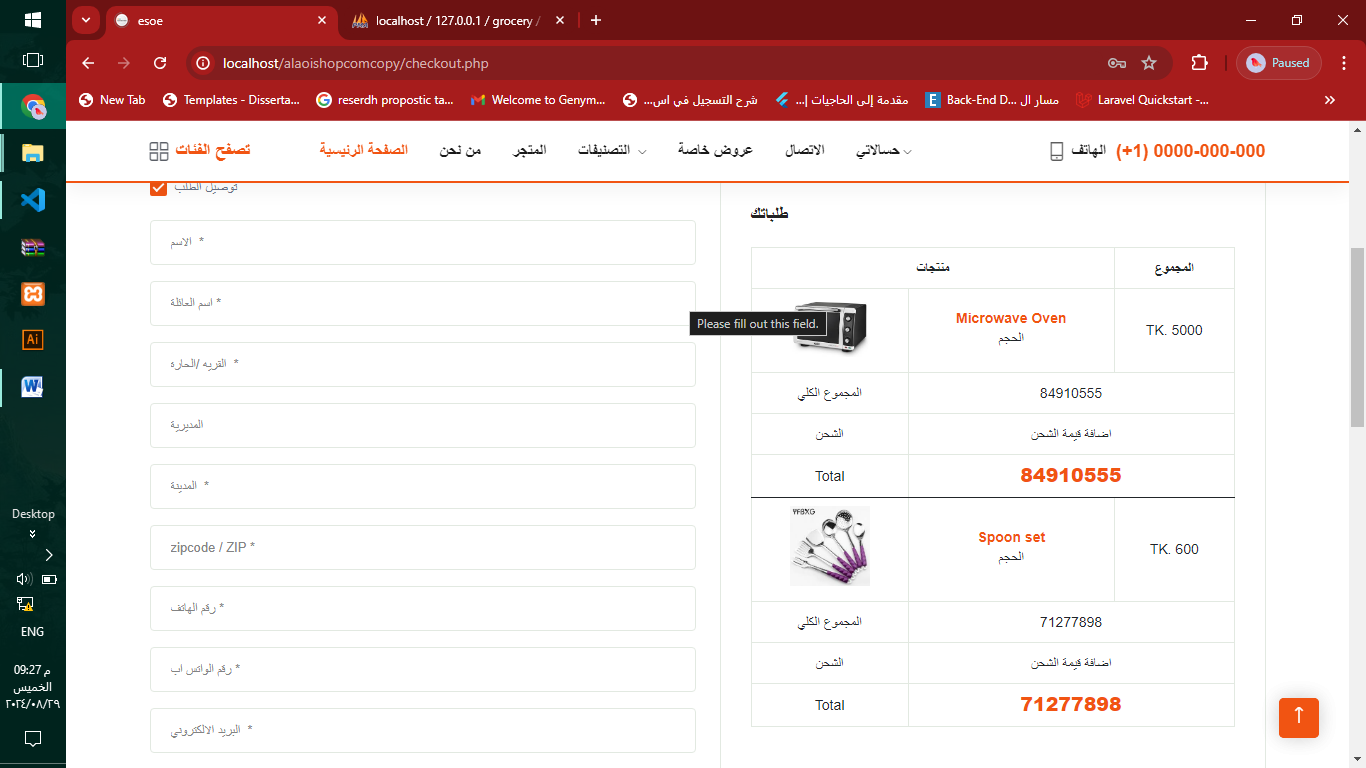 esoe
localhost / 127.0.0.1 / grocery /
localhost/alaoishopcomcopy/checkout.php
Paused
New Tab
Templates - Disserta...
reserdh propostic ta...
Welcome to Genym...
شرح التسجيل في اس...
مقدمة إلى الحاجيات إ...
Back-End D... مسار ال
Laravel Quickstart -...
تصفح الفئات
الصفحة الرئيسية
من نحن
المتجر
التصنيفات
عروض خاصة
الاتصال
حساﻻتي
الهاتف
(+1) 0000-000-000
توصيل الطلب
الاسم *
اسم العائلة *
القريه /الحاره *
المديرية
المدينة *
zipcode / ZIP *
رقم الهاتف *
رقم الواتس اب *
البريد الالكتروني *
Please fill out this field.
طلباتك
منتجات
المجموع
Microwave Oven
الحجم
TK. 5000
المجموع الكلي
84910555
الشحن
اضافة قيمة الشحن
Total
84910555
YFBXG
Spoon set
الحجم
TK. 600
المجموع الكلي
71277898
الشحن
اضافة قيمة الشحن
Total
71277898
Ai
W
Desktop
ENG
09:27 م
الخميس
٢٠٢٤/٠٨/٢٩